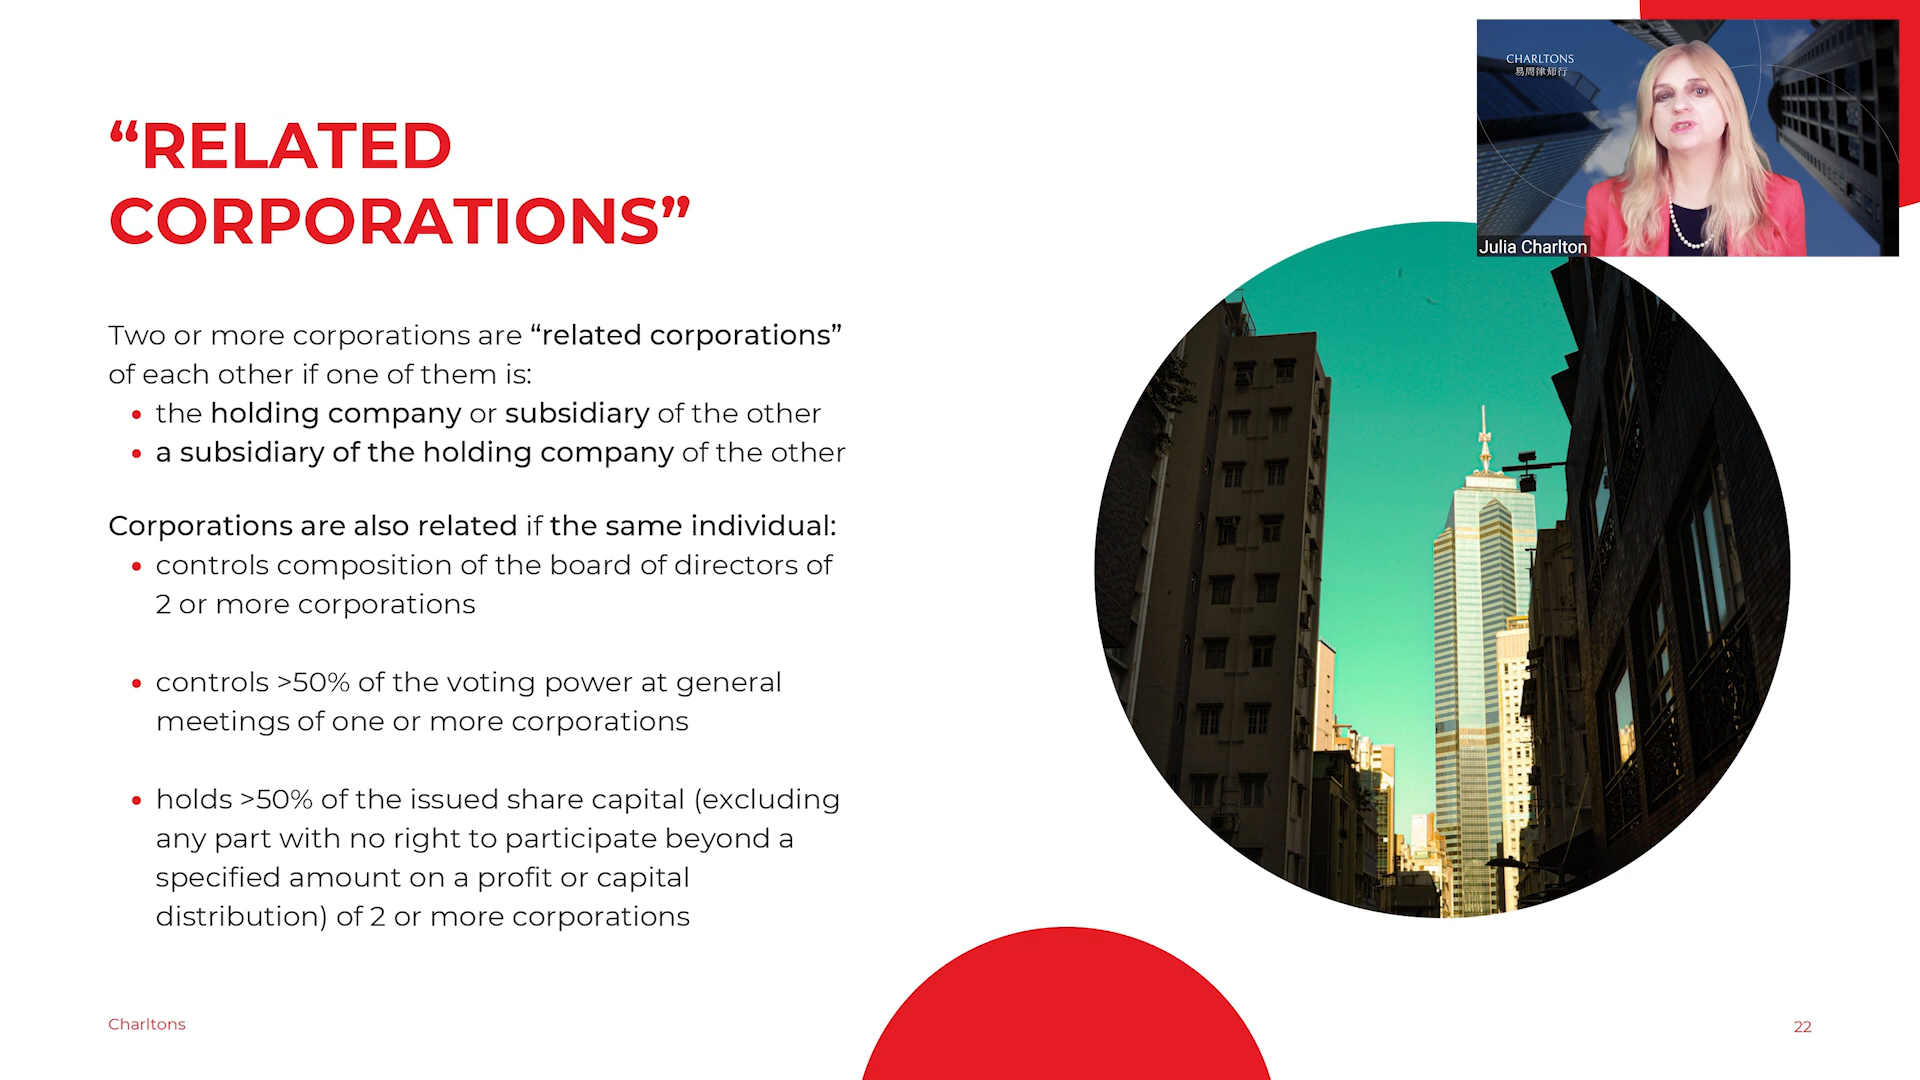 CHARLTONS
易周律师行
Julia Charlton
“RELATED
CORPORATIONS”
Two or more corporations are “related corporations”
of each other if one of them is:
• the holding company or subsidiary of the other
• a subsidiary of the holding company of the other
Corporations are also related if the same individual:
• controls composition of the board of directors of
2 or more corporations
• controls >50% of the voting power at general
meetings of one or more corporations
• holds >50% of the issued share capital (excluding
any part with no right to participate beyond a
specified amount on a profit or capital
distribution) of 2 or more corporations
Charltons
22